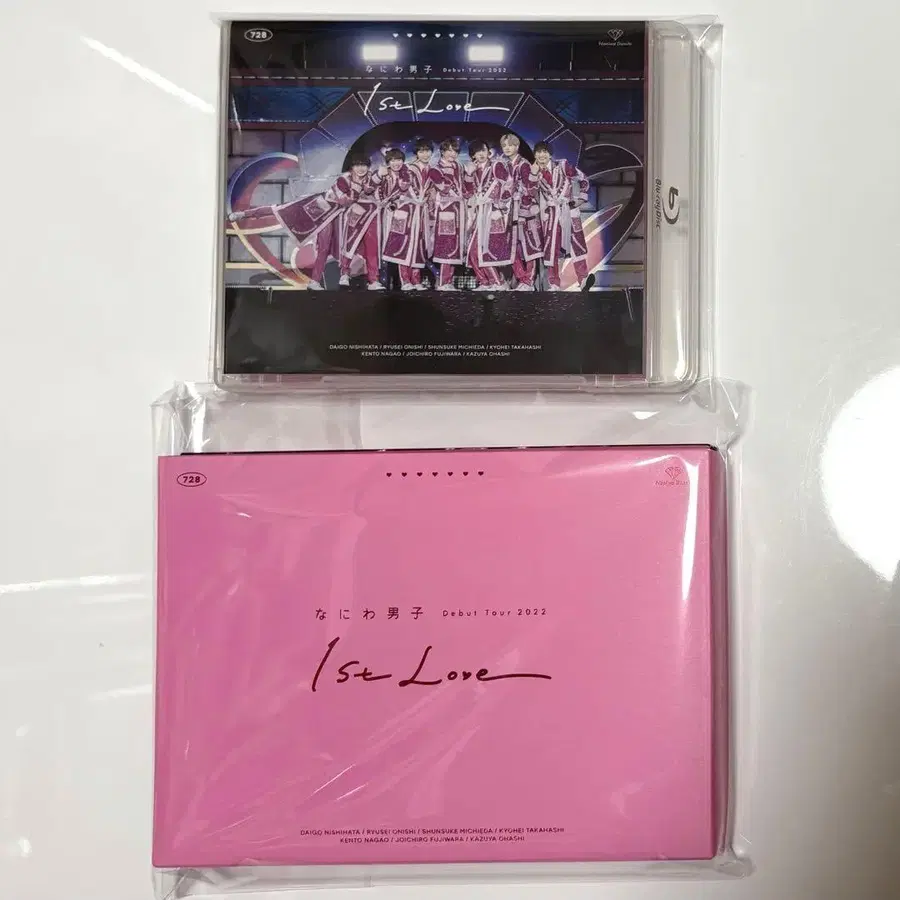 728
なにわ男子 Debut Tour 2022
1st Love
Blu-ray Disc
DAIGO NISHIHATA / RYUSEI ONISHI / SHUNSUKE MICHIEDA / KYOHEI TAKAHASHI
KENTO NAGAO / JOICHIRO FUJIWARA / KAZUYA OHASHI
728
なにわ男子 Debut Tour 2022
1st Love
DAIGO NISHIHATA / RYUSEI ONISHI / SHUNSUKE MICHIEDA / KYOHEI TAKAHASHI
KENTO NAGAO / JOICHIRO FUJIWARA / KAZUYA OHASHI